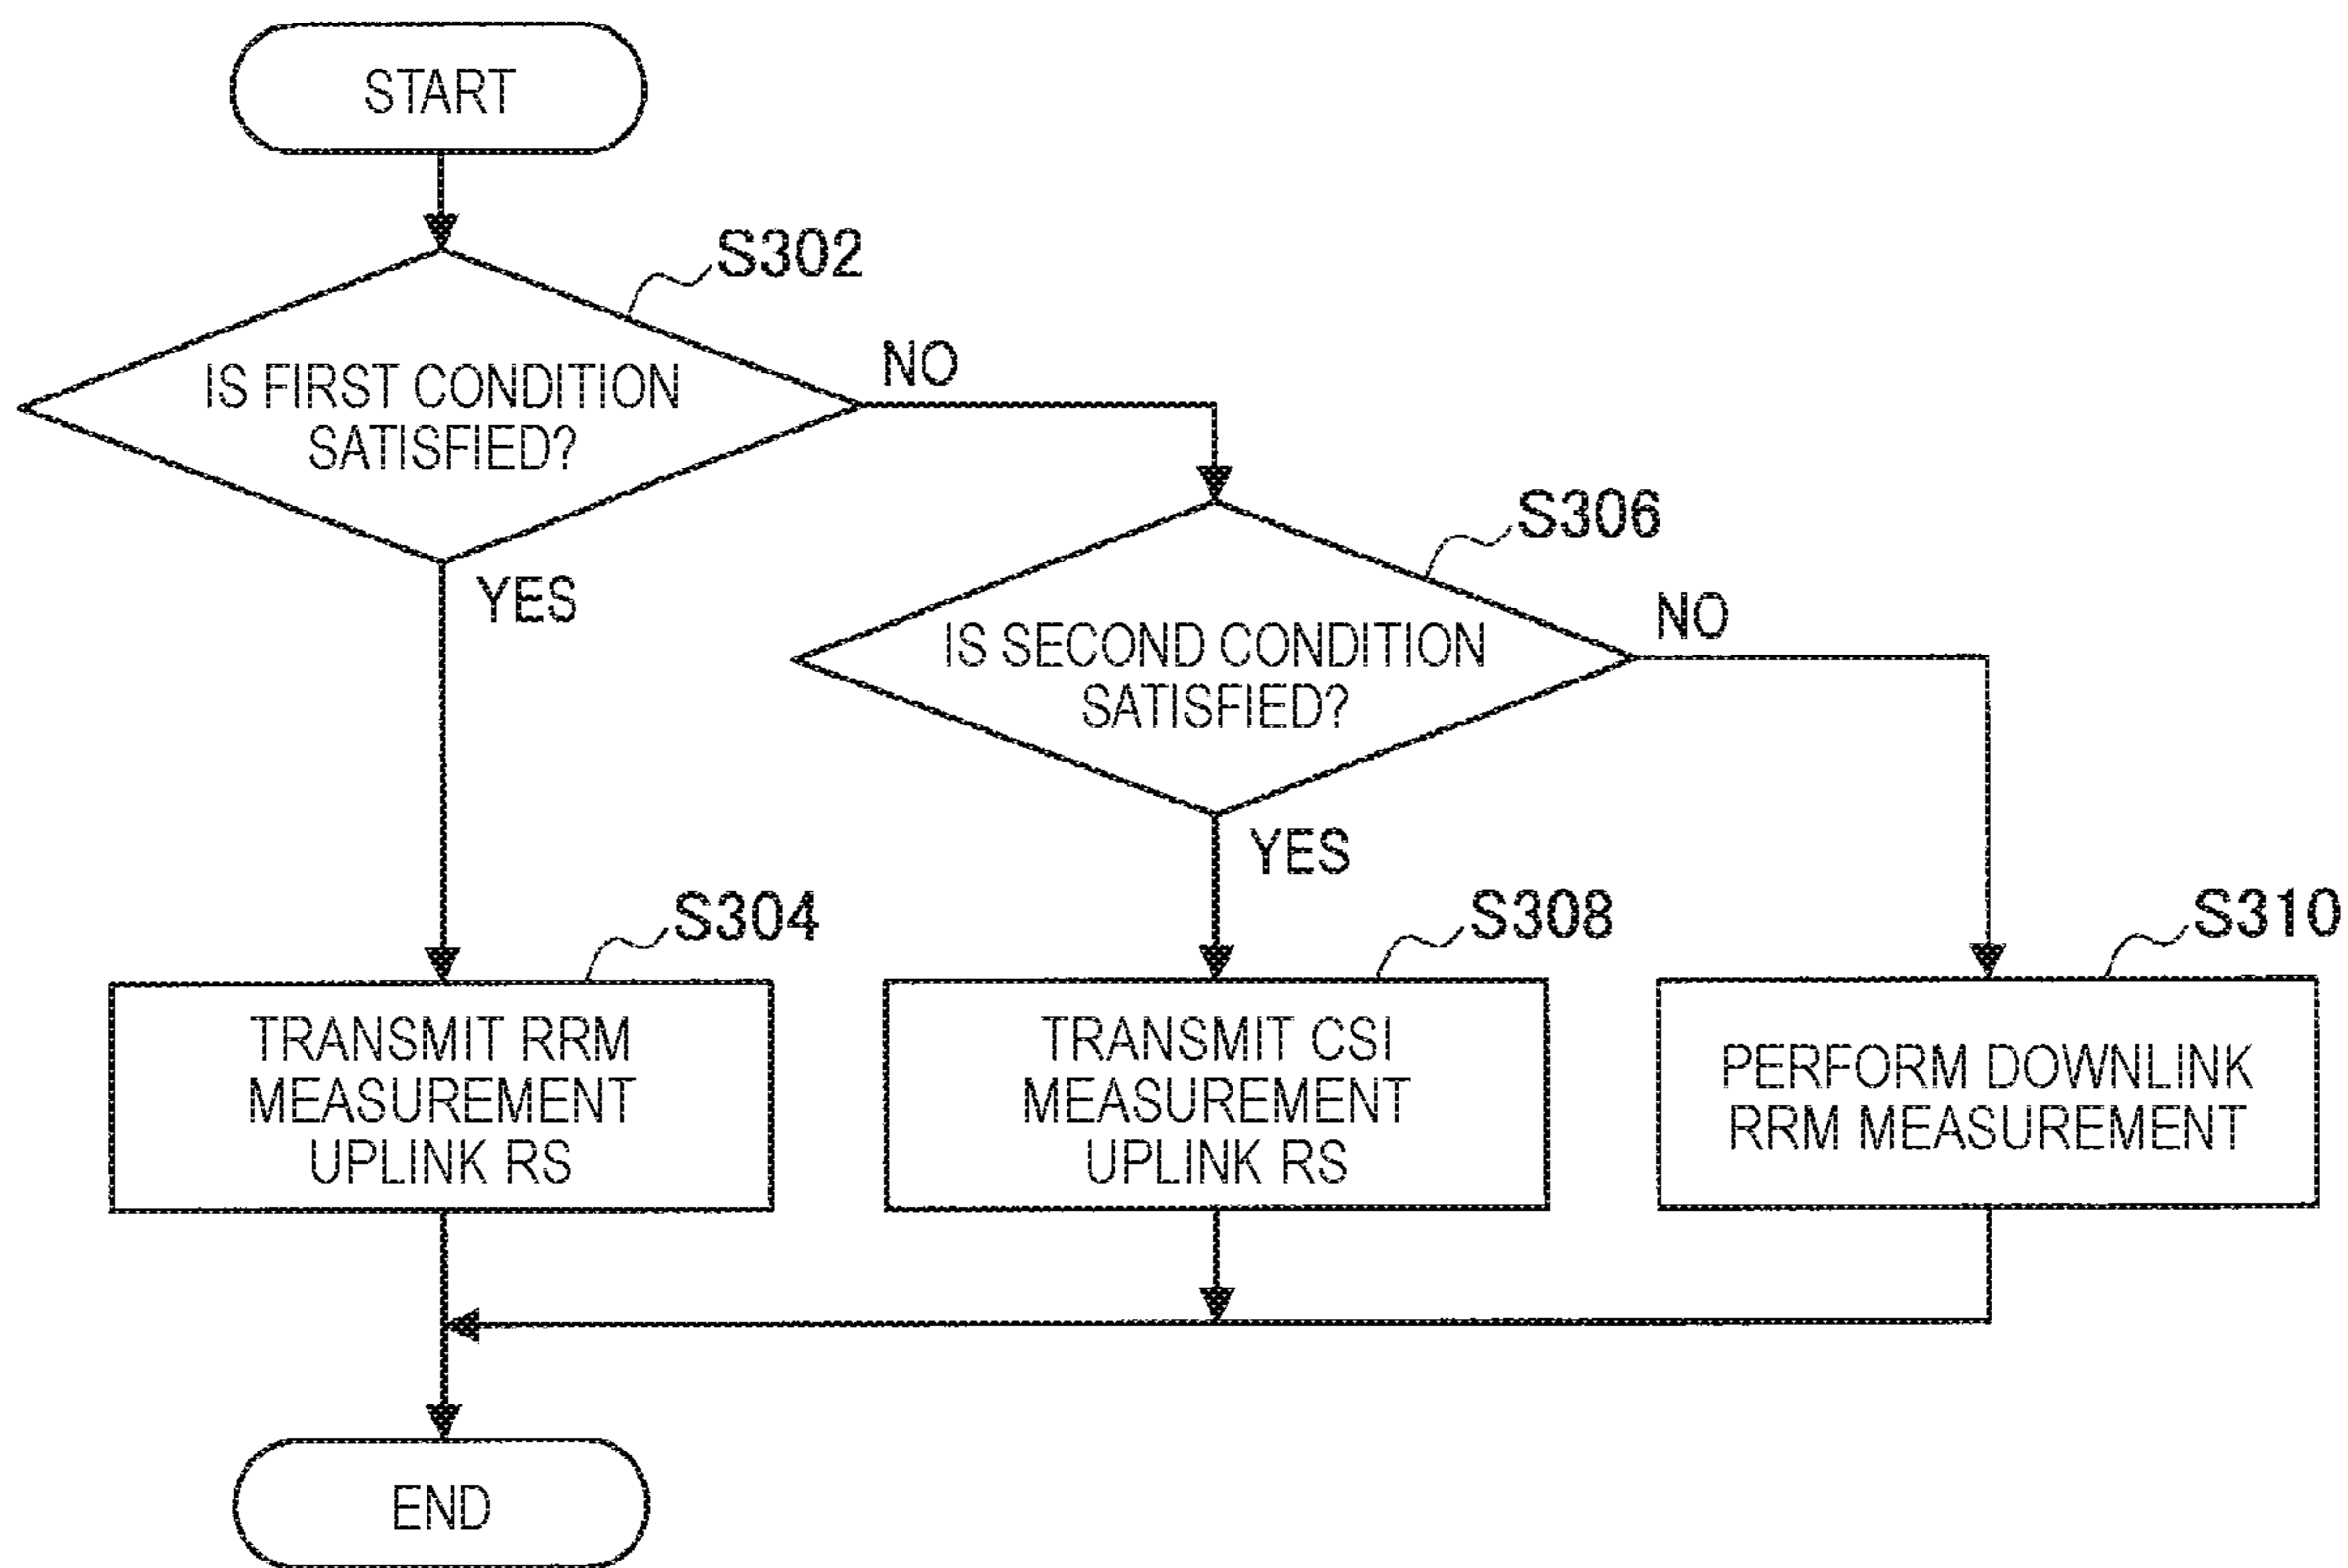 START
S302
IS FIRST CONDITION
SATISFIED?
NO
YES
S306
IS SECOND CONDITION
SATISFIED?
NO
YES
S304
TRANSMIT RRM
MEASUREMENT
UPLINK RS
S308
TRANSMIT CSI
MEASUREMENT
UPLINK RS
S310
PERFORM DOWNLINK
RRM MEASUREMENT
END